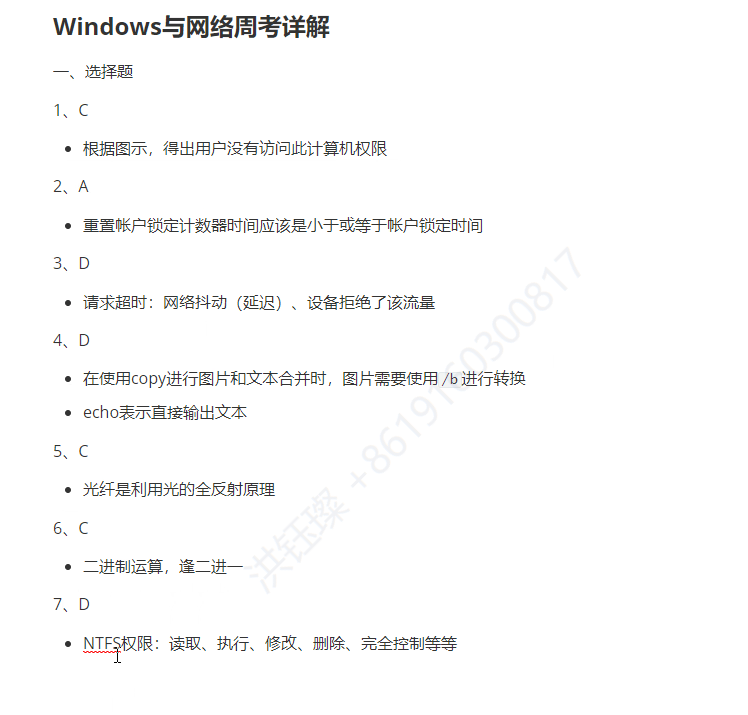 Windows与网络周考详解
一、选择题
1、C
根据图示，得出用户没有访问此计算机权限
2、A
重置帐户锁定计数器时间应该是小于或等于帐户锁定时间
3、D
请求超时：网络抖动（延迟）、设备拒绝了该流量
4、D
在使用copy进行图片和文本合并时，图片需要使用 /b 进行转换
echo表示直接输出文本
5、C
光纤是利用光的全反射原理
6、C
二进制运算，逢二进一
7、D
NTFS权限：读取、执行、修改、删除、完全控制等等
洪钰璨 +8619160300817